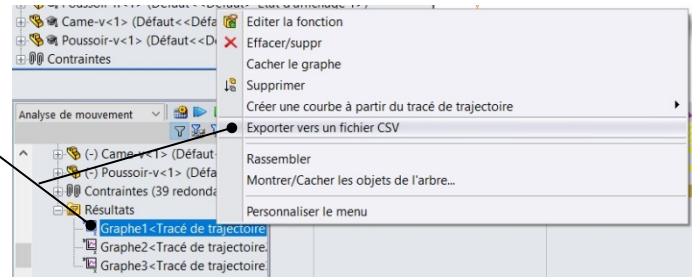 Came-v<1> (Défaut<<Défa
Poussoir-v<1> (Défaut<<D
Contraintes
Editer la fonction
Effacer/suppr
Cacher le graphe
Supprimer
Créer une courbe à partir du tracé de trajectoire
Exporter vers un fichier CSV
Rassembler
Montrer/Cacher les objets de l'arbre...
Personnaliser le menu
Analyse de mouvement
(-) Came-v<1> (Défaut
(-) Poussoir-v<1> (Défa
Contraintes (39 redonda
Résultats
Graphe1<Tracé de trajectoire
Graphe2<Tracé de trajectoire.
Graphe3<Tracé de trajectoire.